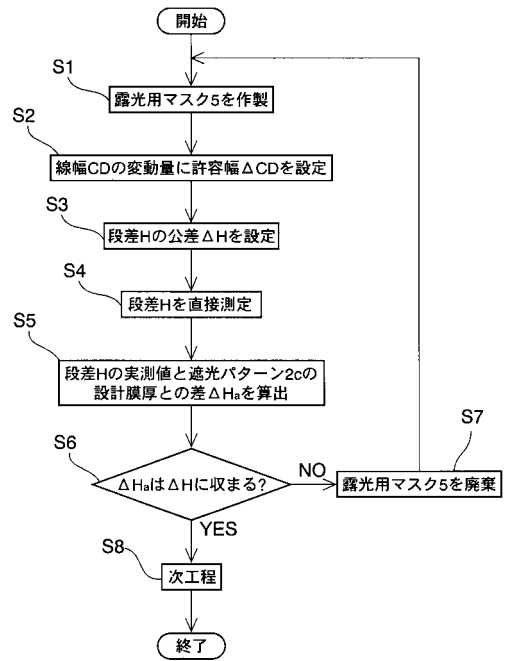 開始
S1
露光用マスク5を作製
S2
線幅CDの変動量に許容幅ΔCDを設定
S3
段差Hの公差ΔHを設定
S4
段差Hを直接測定
S5
段差Hの実測値と遮光パターン2cの
設計膜厚との差ΔHaを算出
S6
ΔHaはΔHに収まる?
NO
S7
露光用マスク5を廃棄
YES
S8
次工程
終了